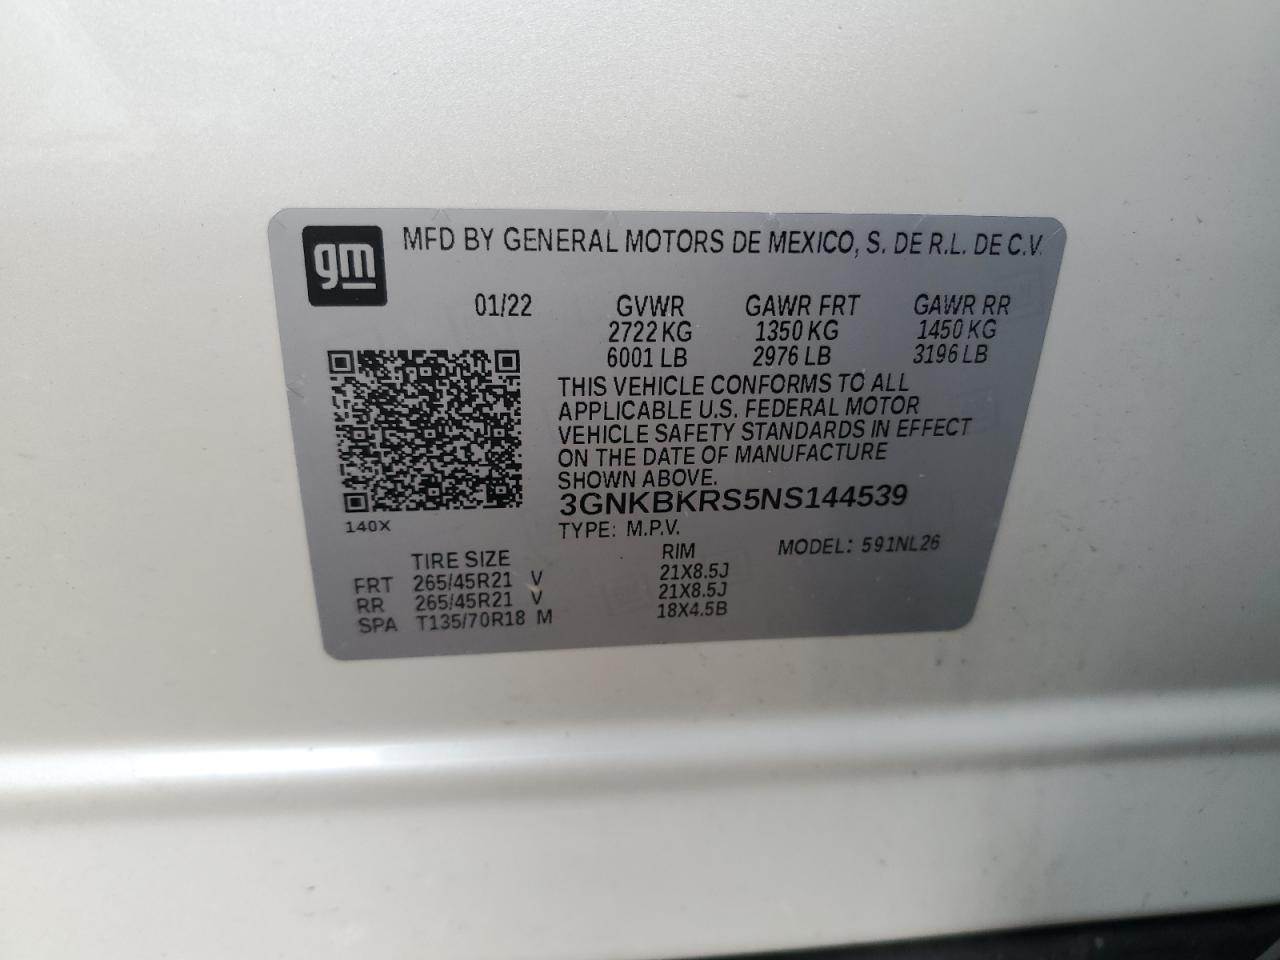 gm MFD BY GENERAL MOTORS DE MEXICO, S. DE R.L. DE C.V.
01/22 GVWR GAWR FRT GAWR RR
2722 KG 1350 KG 1450 KG
6001 LB 2976 LB 3196 LB
THIS VEHICLE CONFORMS TO ALL
APPLICABLE U.S. FEDERAL MOTOR
VEHICLE SAFETY STANDARDS IN EFFECT
ON THE DATE OF MANUFACTURE
SHOWN ABOVE.
3GNKBKRS5NS144539
140X
TYPE: M.P.V. MODEL: 591NL26
TIRE SIZE RIM
FRT 265/45R21 V 21X8.5J
RR 265/45R21 V 21X8.5J
SPA T135/70R18 M 18X4.5B